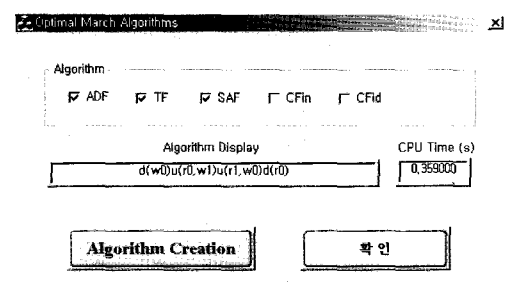 Optimal March Algorithms
Algorithm
ADF TF SAF CFin CFid
Algorithm Display CPU Time (s)
d(w0)u(r0,w1)u(r1,w0)d(r0) 0,359000
Algorithm Creation 확인